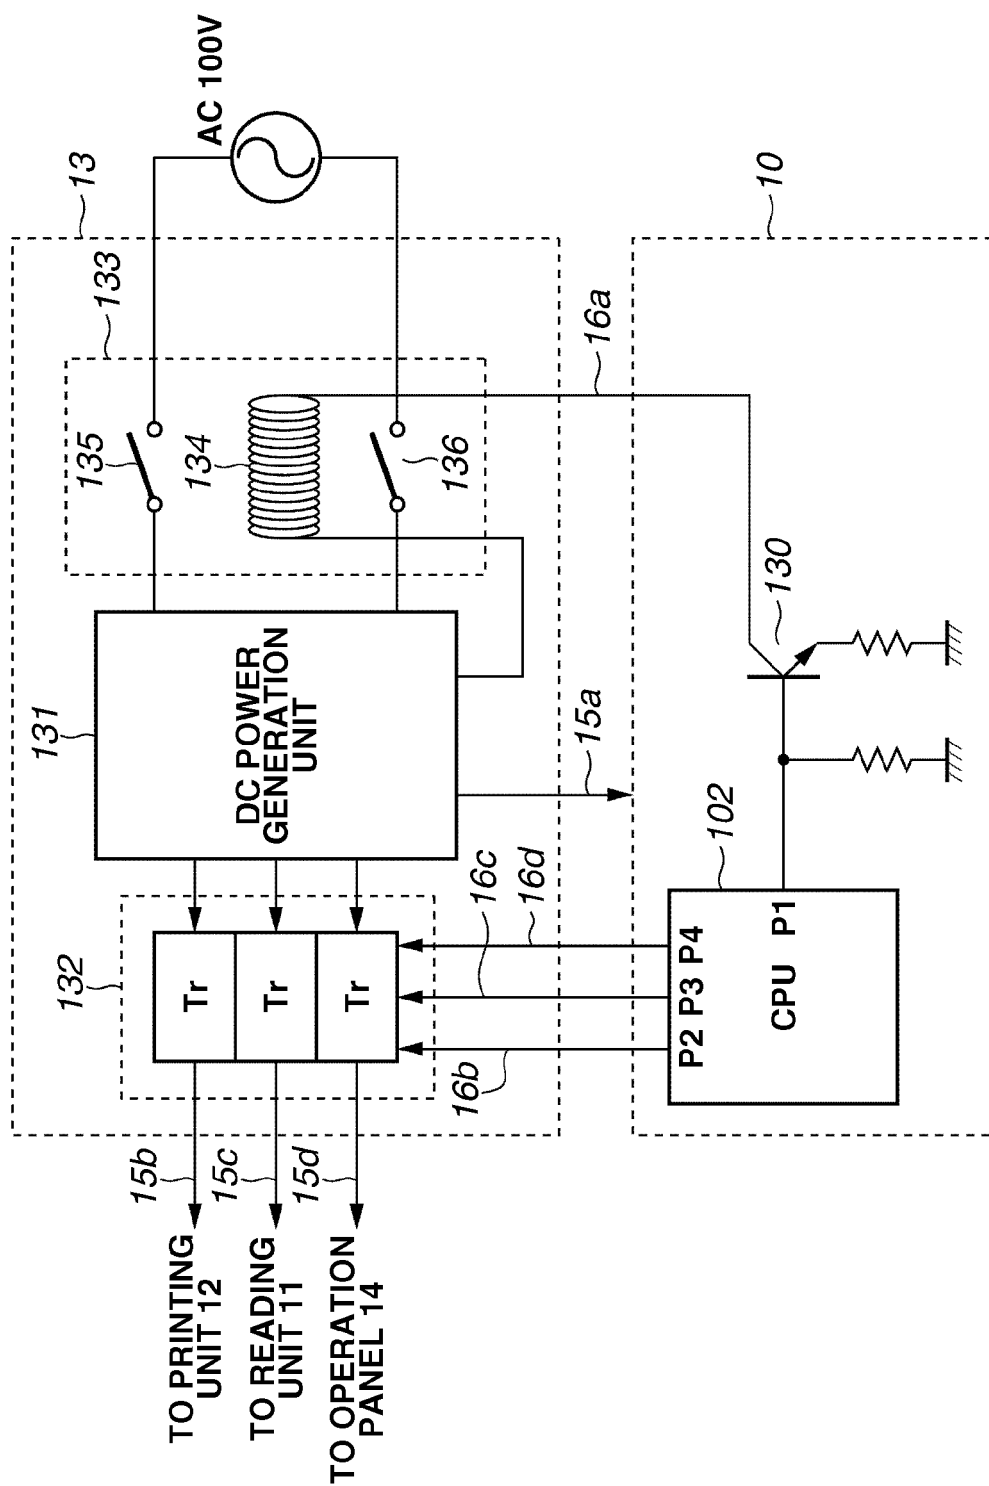 AC 100V
13
133
135
134
136
16a
10
131
DC POWER
GENERATION
UNIT
15a
130
132
Tr
Tr
Tr
16c
16d
16b
102
P2 P3 P4
CPU P1
15b
15c
15d
TO PRINTING
UNIT 12
TO READING
UNIT 11
TO OPERATION
PANEL 14